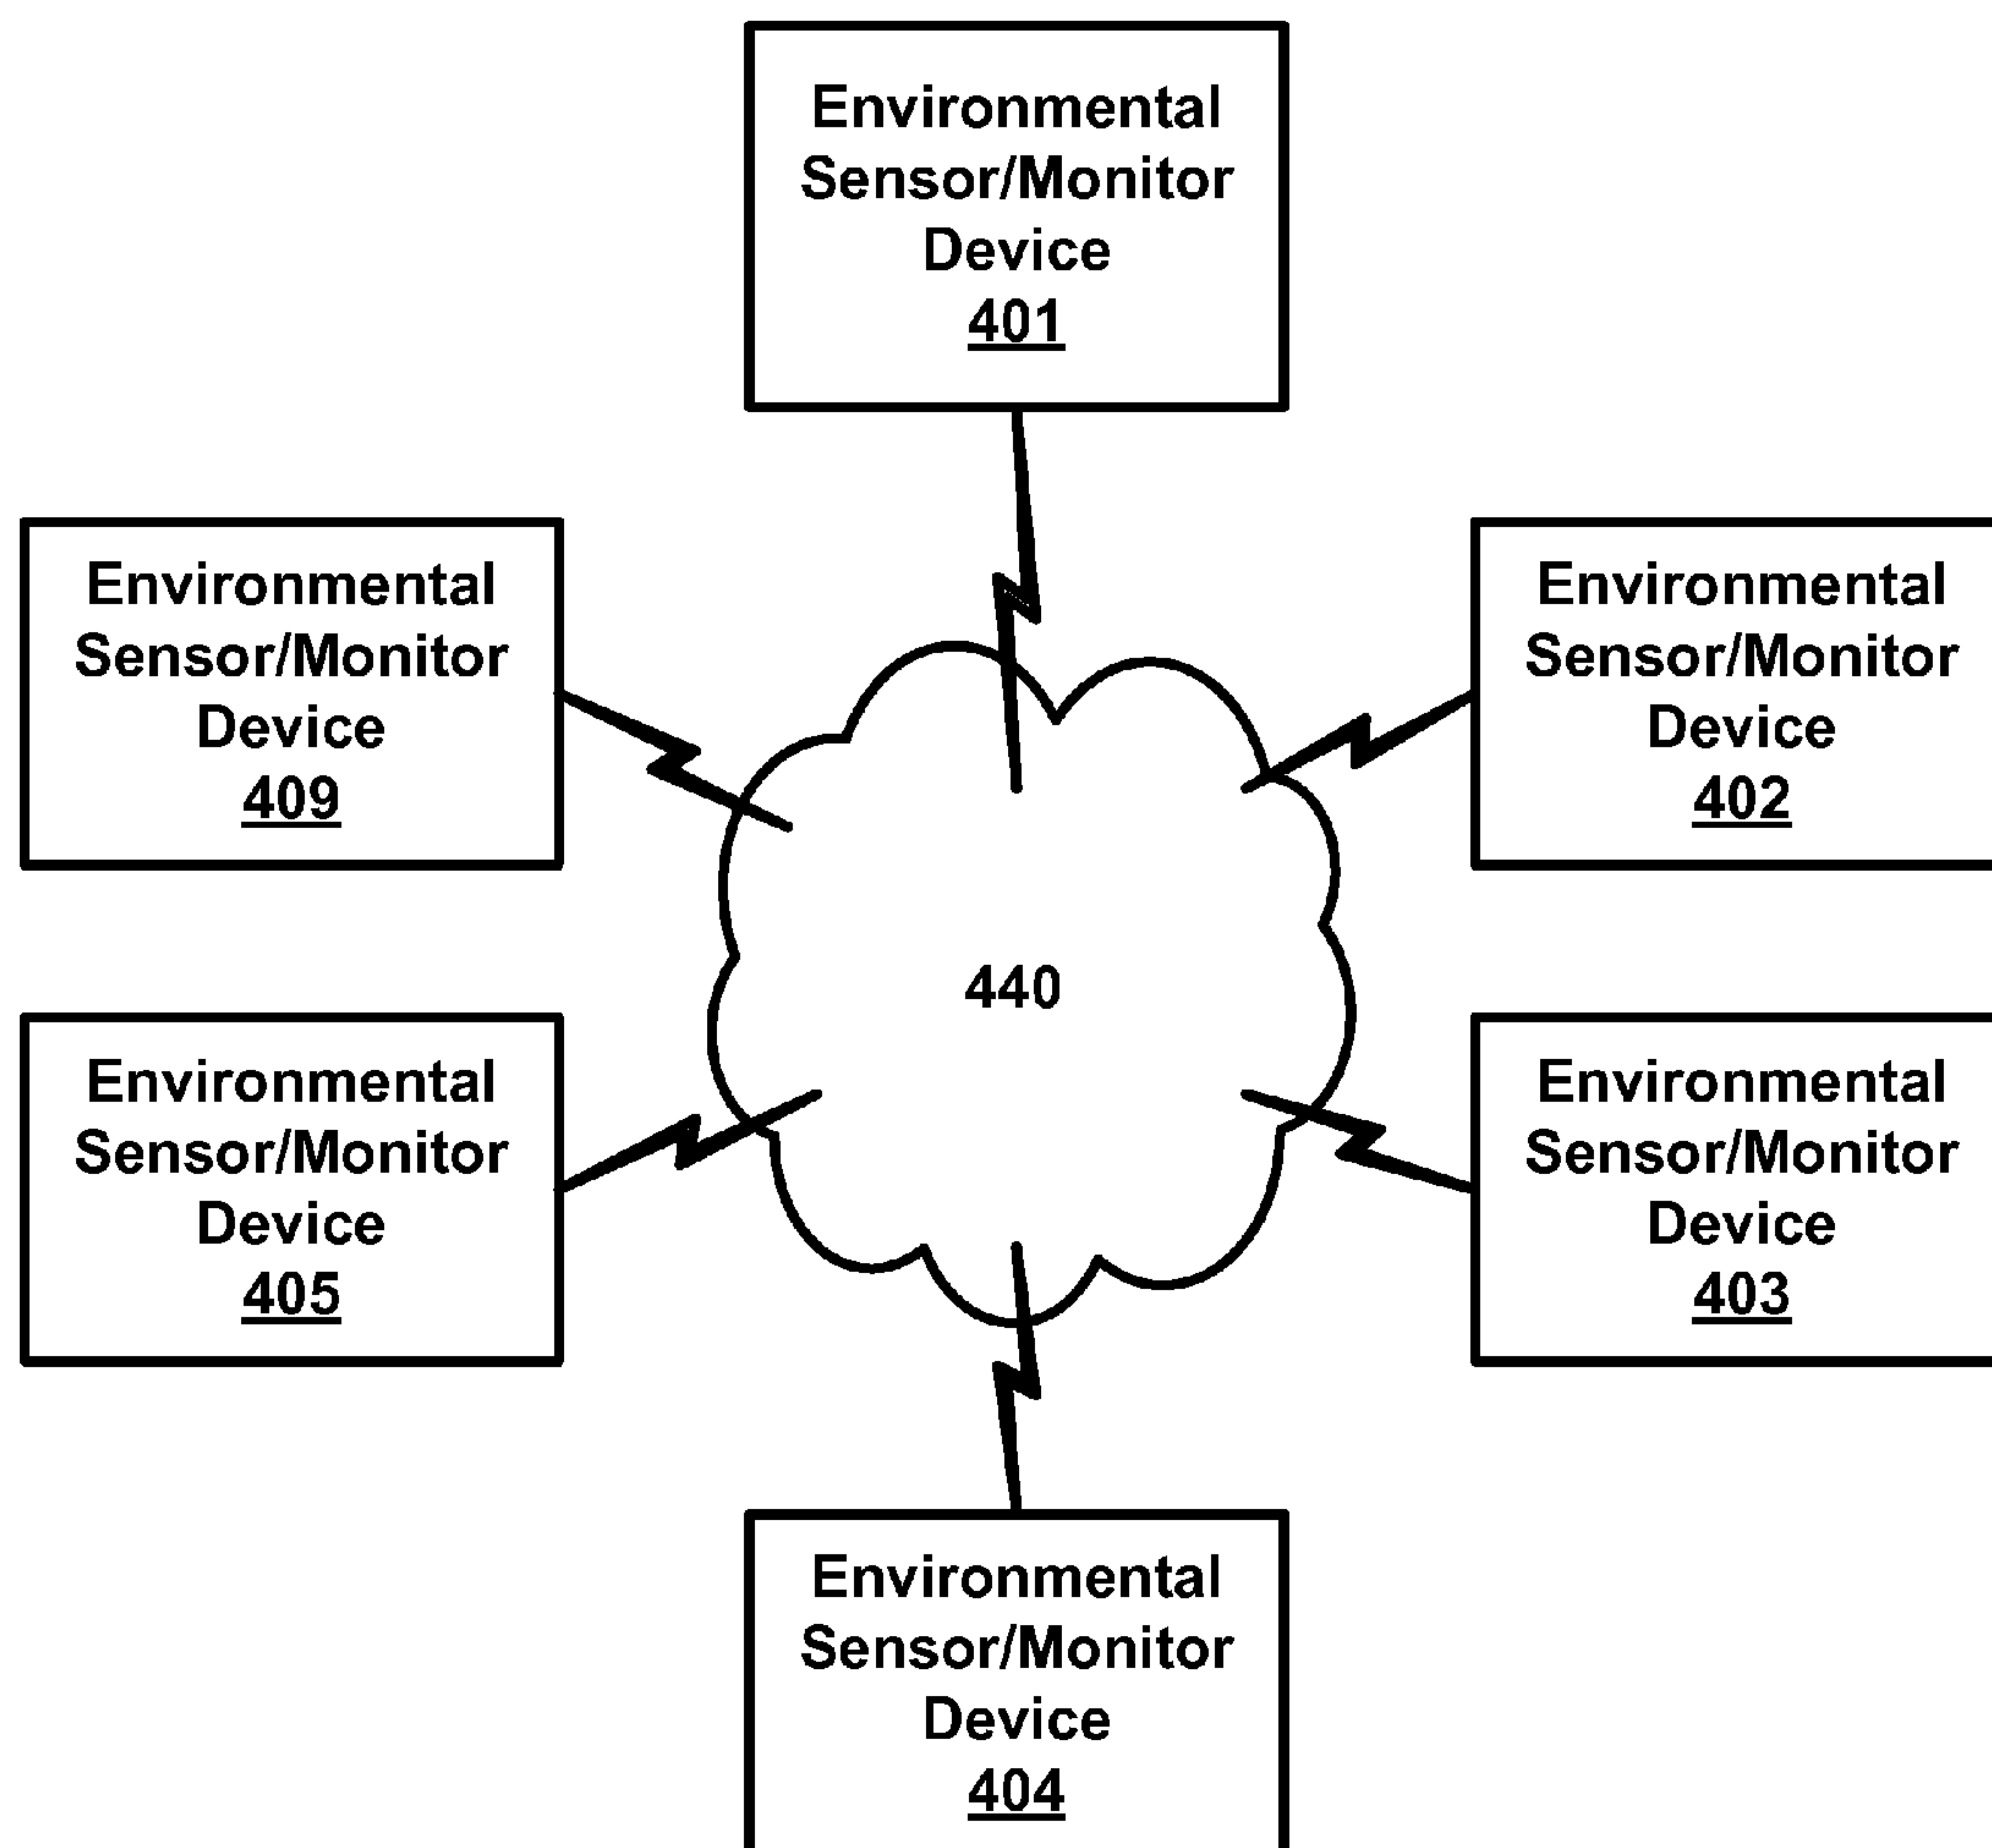 Environmental
Sensor/Monitor
Device
401
Environmental
Sensor/Monitor
Device
409
Environmental
Sensor/Monitor
Device
402
440
Environmental
Sensor/Monitor
Device
405
Environmental
Sensor/Monitor
Device
403
Environmental
Sensor/Monitor
Device
404